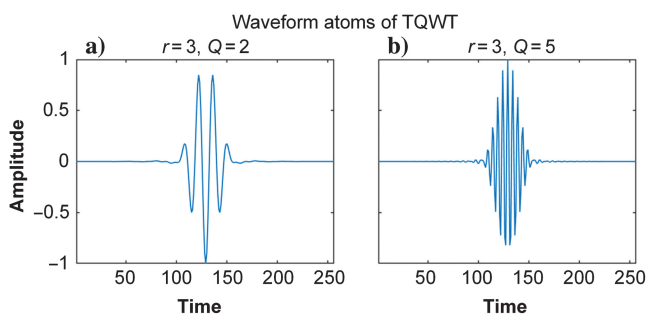 Waveform atoms of TQWT
a) r = 3, Q = 2
b) r = 3, Q = 5
Amplitude
1
0.5
0
−0.5
−1
50 100 150 200 250
50 100 150 200 250
Time
Time